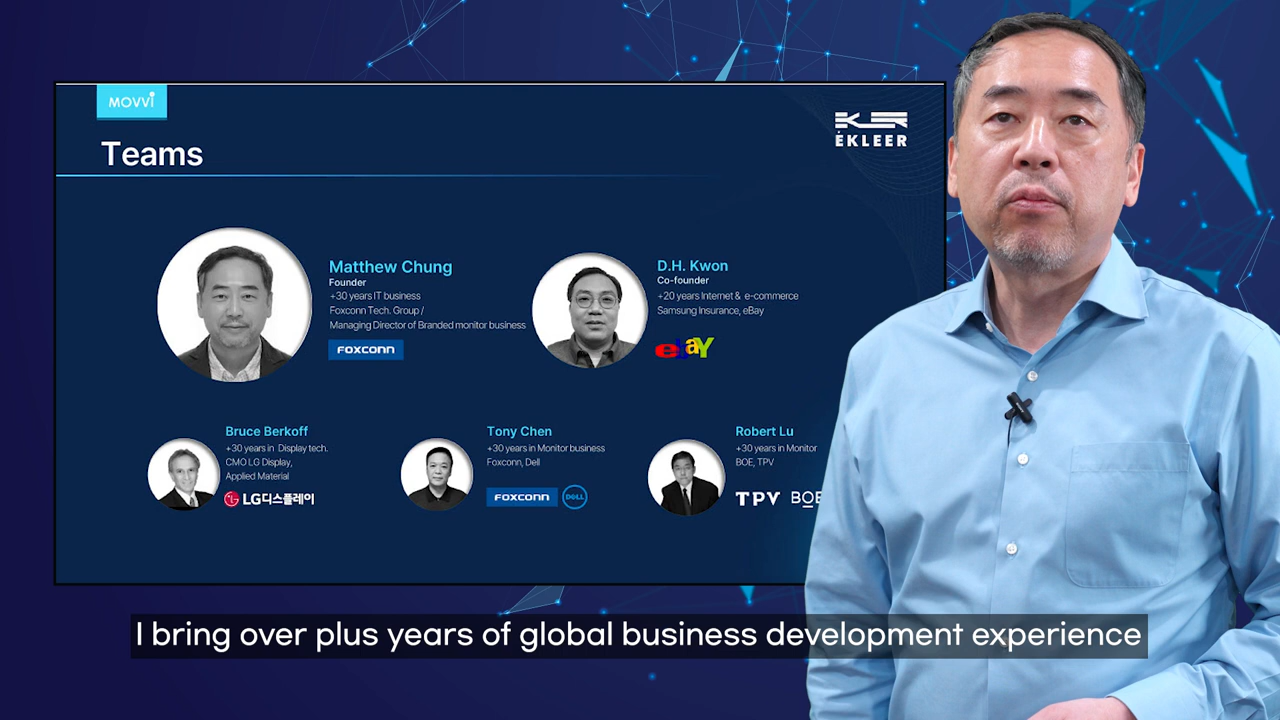 MOVVI
EKLEER
Teams
Matthew Chung
Founder
+30 years IT business
Foxconn Tech. Group /
Managing Director of Branded monitor business
FOXCONN
D.H. Kwon
Co-founder
+20 years Internet & e-commerce
Samsung Insurance, eBay
ebaY
Bruce Berkoff
+30 years in Display tech.
CMO LG Display,
Applied Material
LG디스플레이
Tony Chen
+30 years in Monitor business
Foxconn, Dell
FOXCONN
DELL
Robert Lu
+30 years in Monitor
BOE, TPV
TPV BOE
I bring over plus years of global business development experience